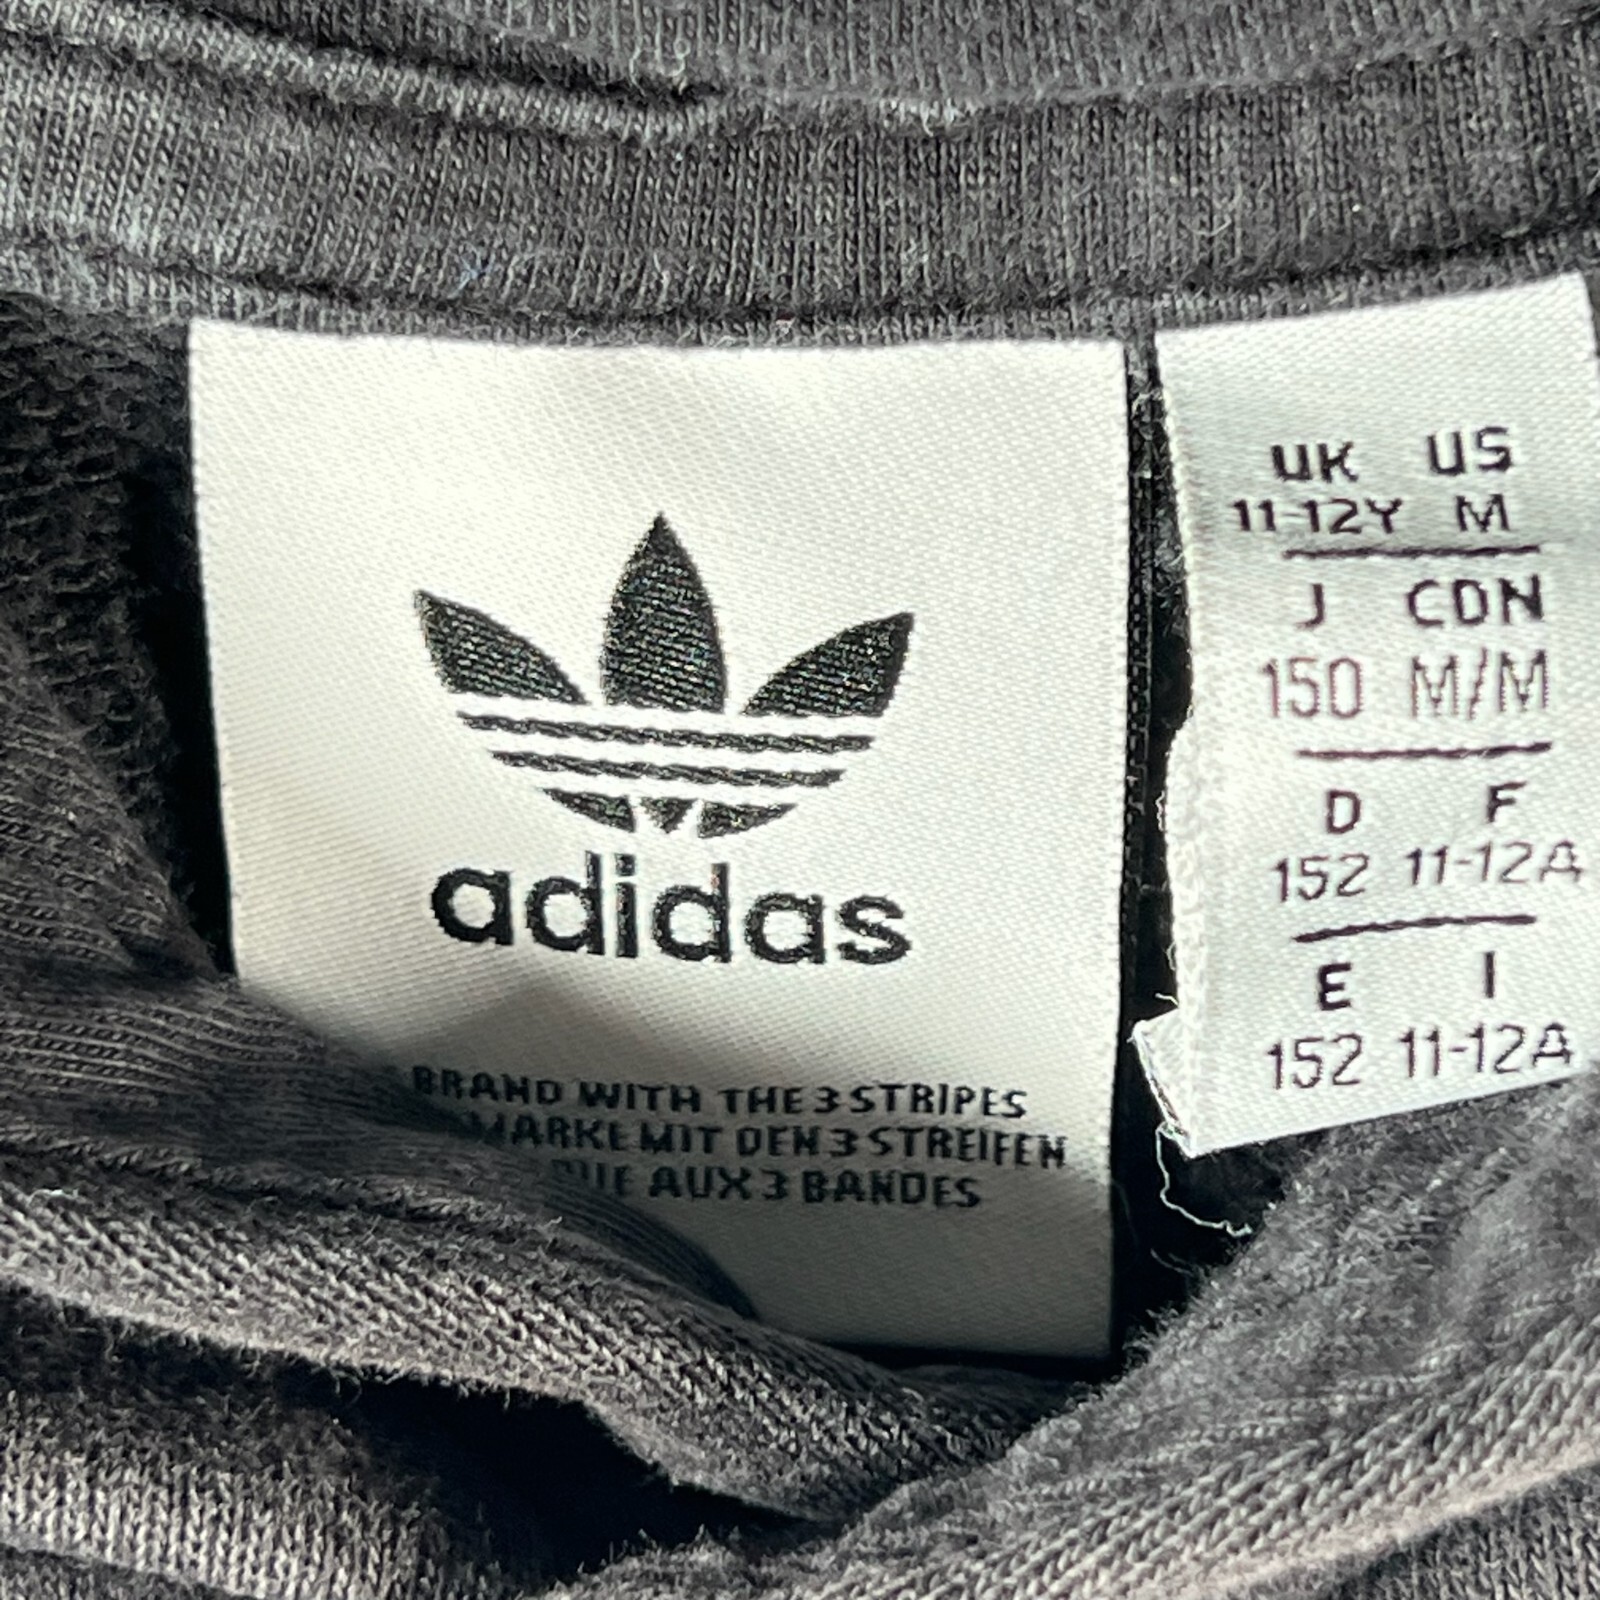 adidas
BRAND WITH THE 3 STRIPES
MARKE MIT DEN 3 STREIFEN
AUX 3 BANDES
UK US
11-12Y M
J CDN
150 M/M
D F
152 11-12A
E I
152 11-12A